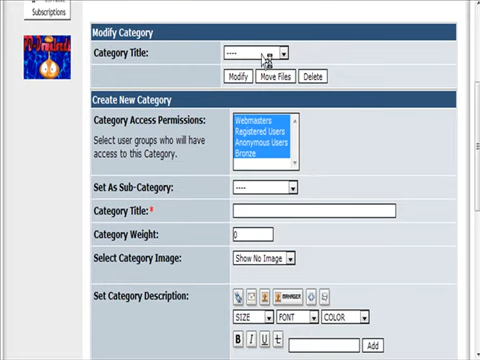 Subscriptions
PD-Downloads
Modify Category
Category Title: ----
Modify Move Files Delete
Create New Category
Category Access Permissions:
Select user groups who will have
access to this Category.
Webmasters
Registered Users
Anonymous Users
Bronze
Set As Sub-Category: ----
Category Title:*
Category Weight: 0
Select Category Image: Show No Image
Set Category Description:
MANAGER
SIZE FONT COLOR
B I U t Add